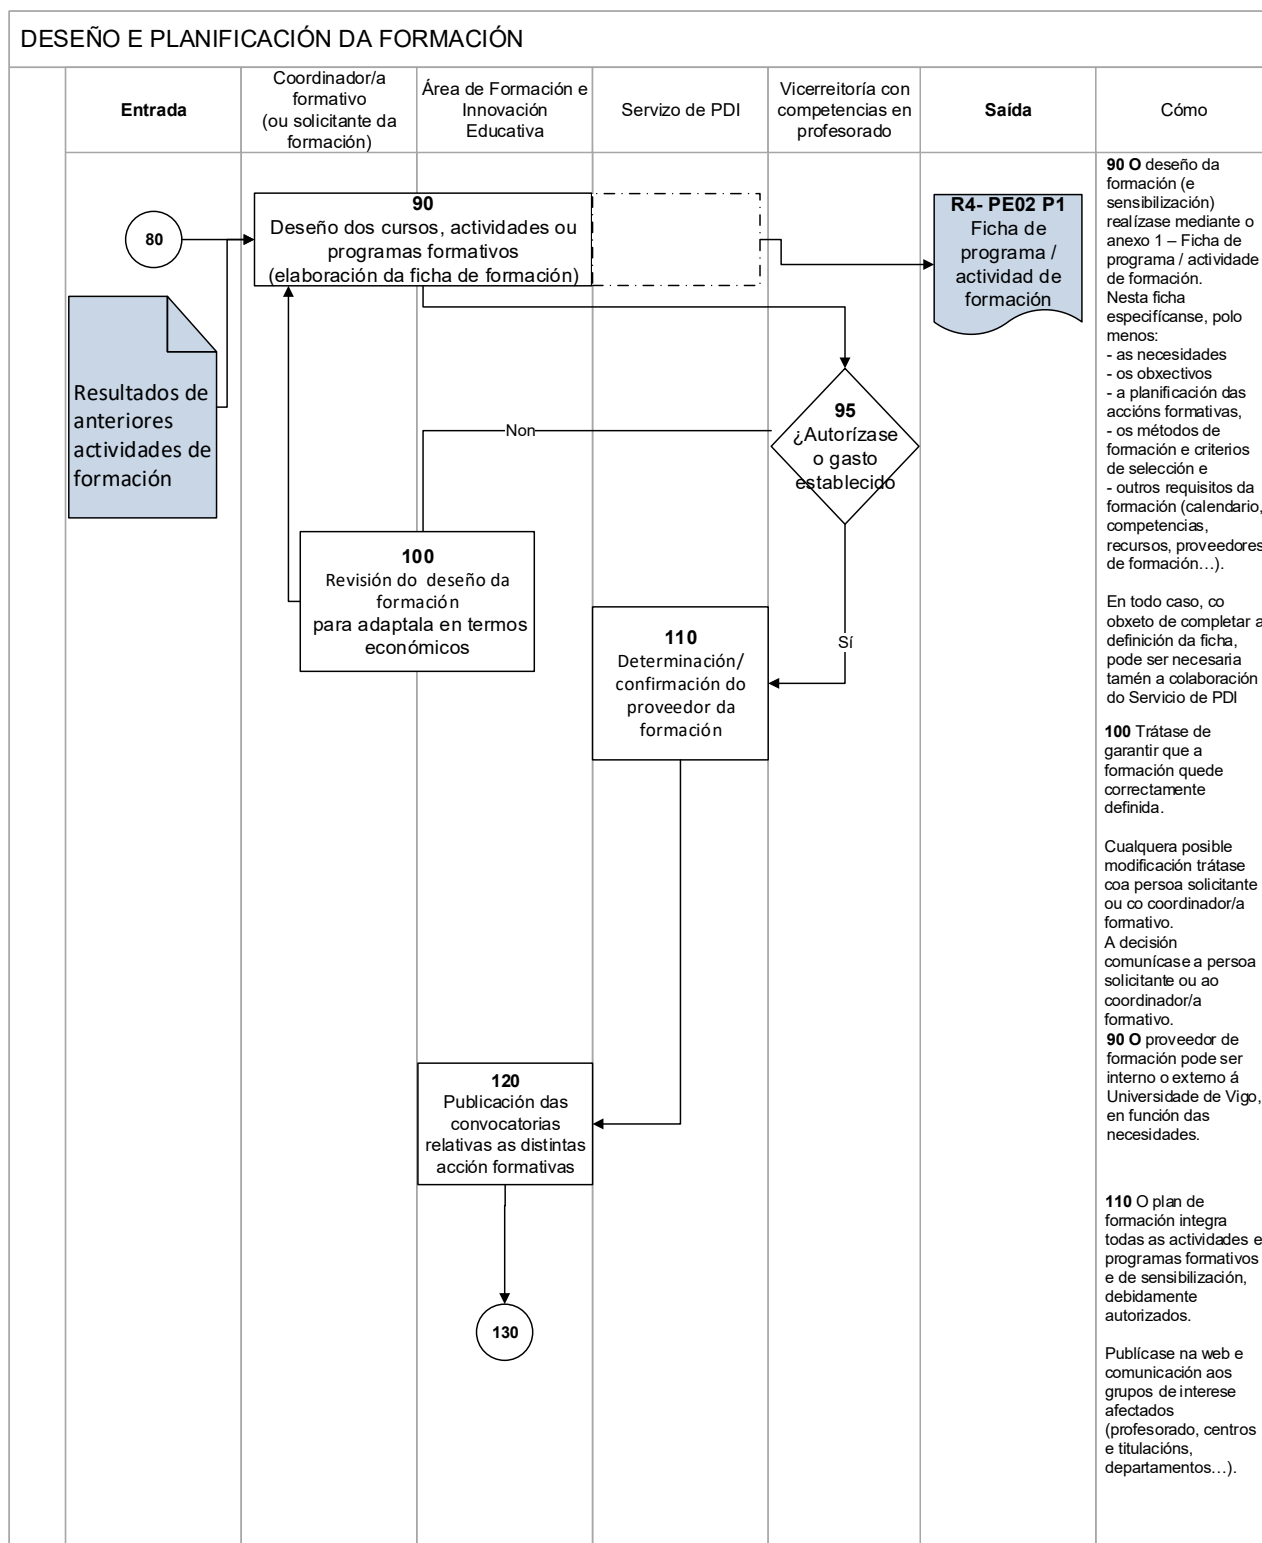 DESEÑO E PLANIFICACIÓN DA FORMACIÓN
Entrada
Coordinador/a
formativo
(ou solicitante da
formación)
Área de Formación e
Innovación
Educativa
Servizo de PDI
Vicerreitoría con
competencias en
profesorado
Saída
Cómo
80
Resultados de
anteriores
actividades de
formación
90
Deseño dos cursos, actividades ou
programas formativos
(elaboración da ficha de formación)
R4- PE02 P1
Ficha de
programa /
actividad de
formación
95
¿Autorízase
o gasto
establecido
Non
Sí
100
Revisión do deseño da
formación
para adaptala en termos
económicos
110
Determinación/
confirmación do
proveedor da
formación
120
Publicación das
convocatorias
relativas as distintas
acción formativas
130
90 O deseño da
formación (e
sensibilización)
realízase mediante o
anexo 1 – Ficha de
programa / actividade
de formación.
Nesta ficha
especifícanse, polo
menos:
- as necesidades
- os obxectivos
- a planificación das
accións formativas,
- os métodos de
formación e criterios
de selección e
- outros requisitos da
formación (calendario,
competencias,
recursos, proveedores
de formación…).
En todo caso, co
obxeto de completar a
definición da ficha,
pode ser necesaria
tamén a colaboración
do Servicio de PDI
100 Trátase de
garantir que a
formación quede
correctamente
definida.
Cualquera posible
modificación trátase
coa persoa solicitante
ou co coordinador/a
formativo.
A decisión
comunícase a persoa
solicitante ou ao
coordinador/a
formativo.
90 O proveedor de
formación pode ser
interno o externo á
Universidade de Vigo,
en función das
necesidades.
110 O plan de
formación integra
todas as actividades e
programas formativos
e de sensibilización,
debidamente
autorizados.
Publícase na web e
comunicación aos
grupos de interese
afectados
(profesorado, centros
e titulacións,
departamentos…).